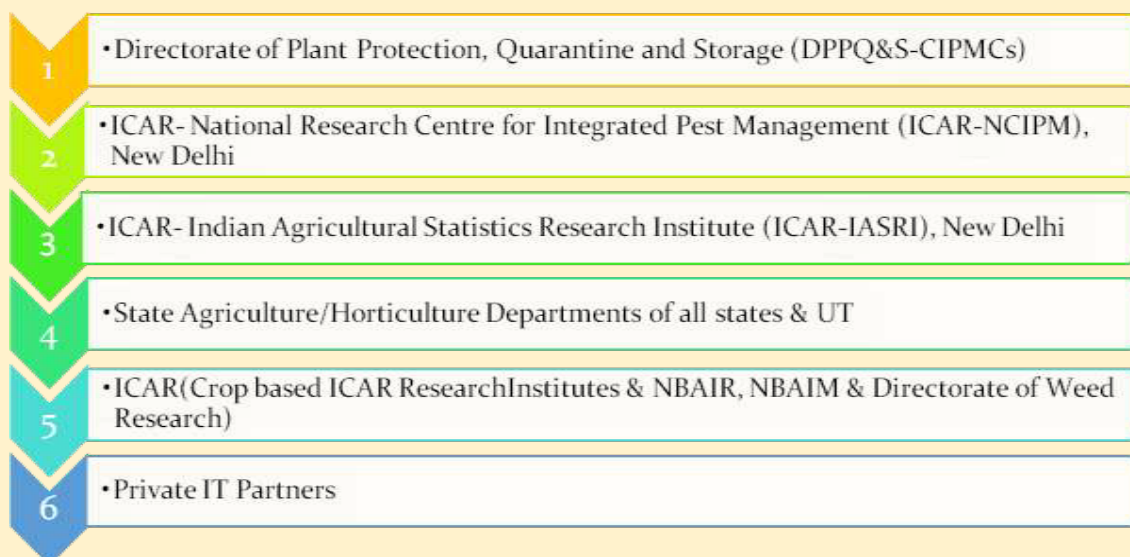 1
•Directorate of Plant Protection, Quarantine and Storage (DPPQ&S-CIPMCs)
2
•ICAR- National Research Centre for Integrated Pest Management (ICAR-NCIPM),
New Delhi
3
•ICAR- Indian Agricultural Statistics Research Institute (ICAR-IASRI), New Delhi
4
•State Agriculture/Horticulture Departments of all states & UT
5
•ICAR(Crop based ICAR ResearchInstitutes & NBAIR, NBAIM & Directorate of Weed
Research)
6
•Private IT Partners